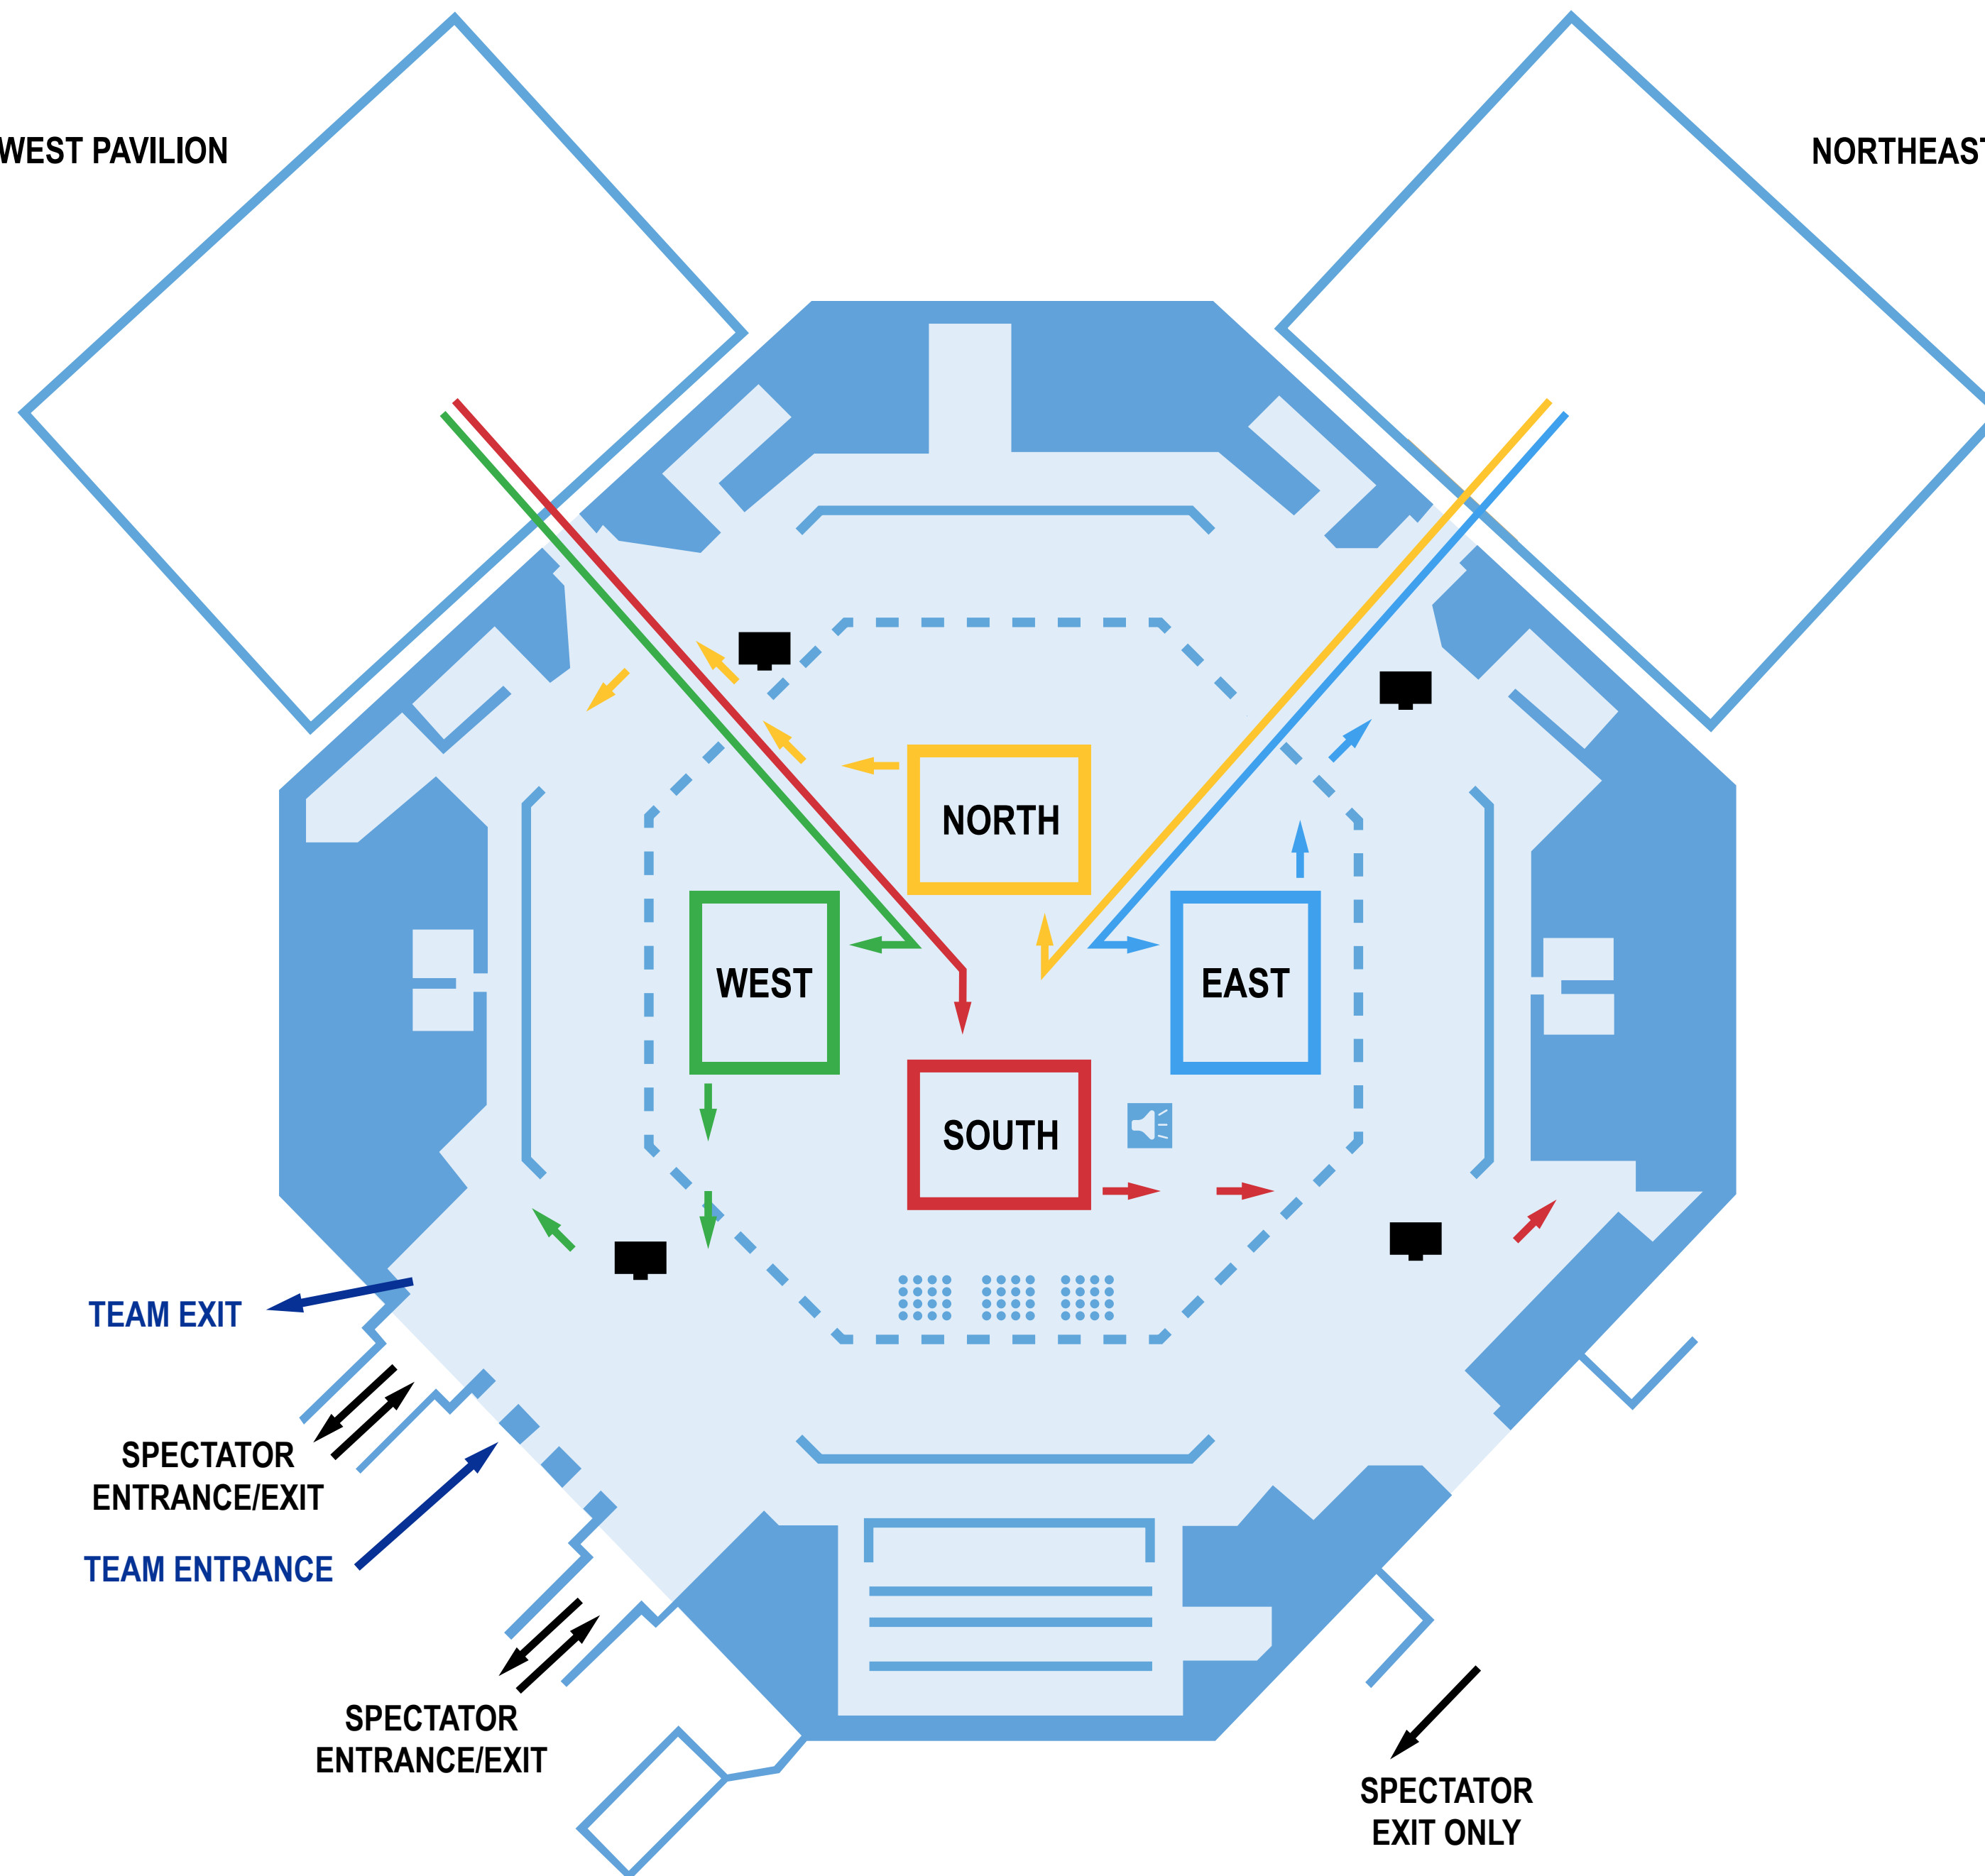 WEST PAVILION
NORTHEAST
NORTH
WEST
EAST
SOUTH
TEAM EXIT
SPECTATOR
ENTRANCE/EXIT
TEAM ENTRANCE
SPECTATOR
ENTRANCE/EXIT
SPECTATOR
EXIT ONLY